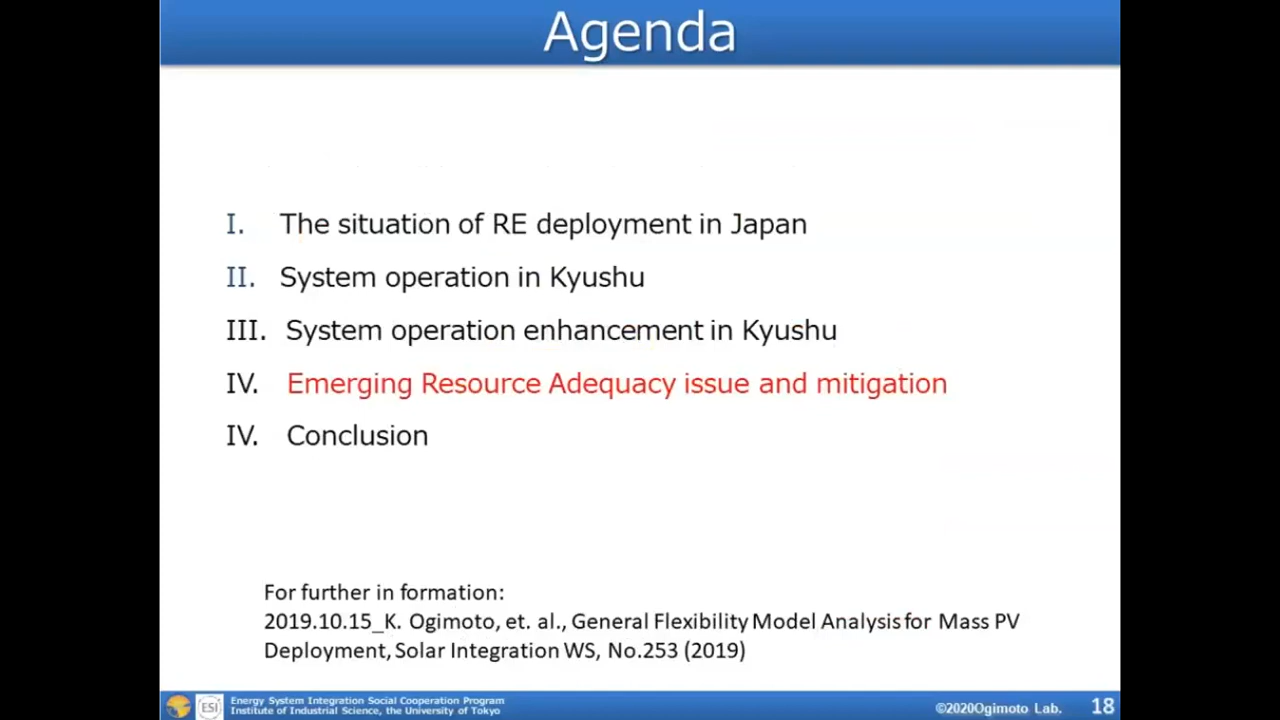 Agenda
I. The situation of RE deployment in Japan
II. System operation in Kyushu
III. System operation enhancement in Kyushu
IV. Emerging Resource Adequacy issue and mitigation
IV. Conclusion
For further in formation:
2019.10.15_K. Ogimoto, et. al., General Flexibility Model Analysis for Mass PV
Deployment, Solar Integration WS, No.253 (2019)
ESI
Energy System Integration Social Cooperation Program
Institute of Industrial Science, the University of Tokyo
©2020Ogimoto Lab.
18